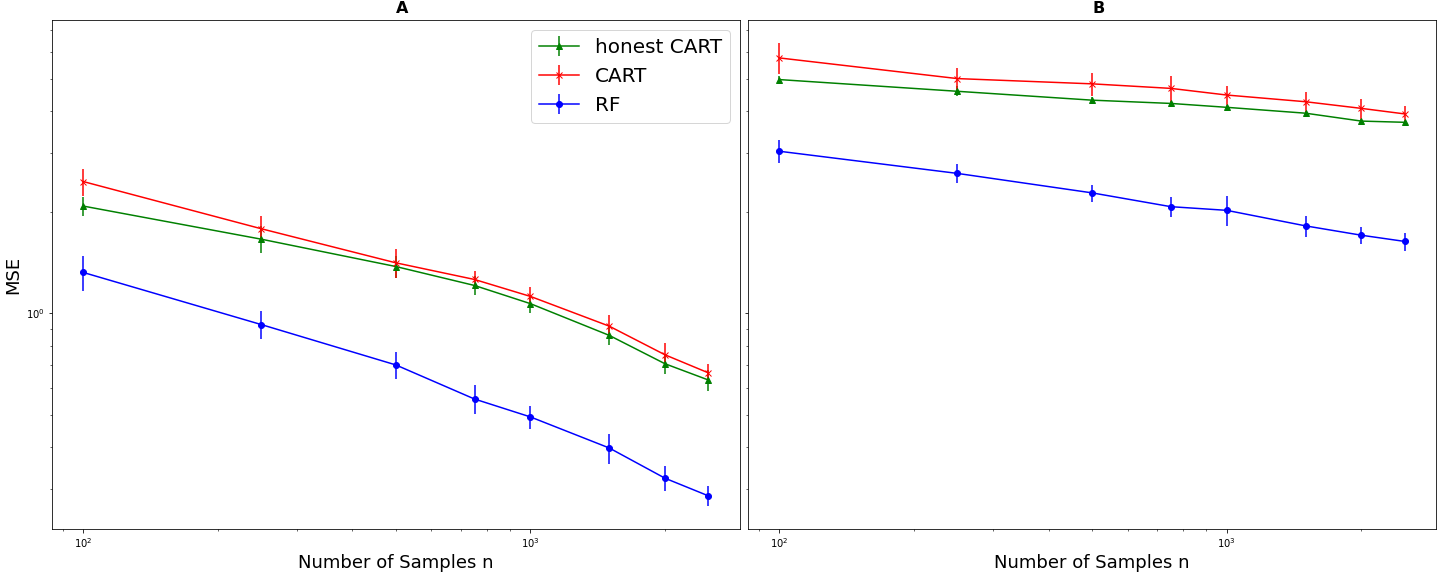 A
B
honest CART
CART
RF
MSE
10⁰
10²
10³
10²
10³
Number of Samples n
Number of Samples n